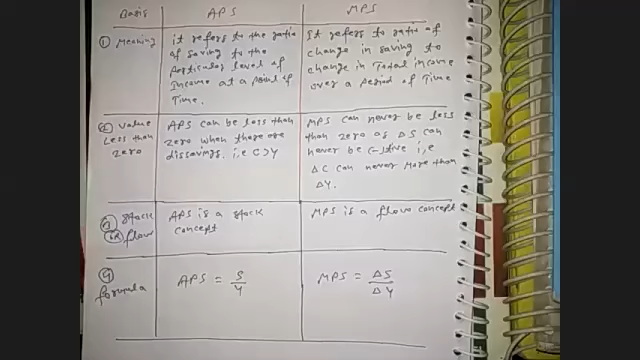 Basis APS MPS
① Meaning
it refers to the ratio
of saving to the
particular level of
Income at a point of
Time.
It refers to ratio of
change in saving to
change in Total income
over a period of Time
② Value
Less than
zero
APS can be less than
zero when there are
dissavings. i,e C>Y
MPS can never be less
than zero as ΔS can
never be (-)tive i,e
ΔC can never more than
ΔY.
③ Stock
OR flow
APS is a stock
concept
MPS is a flow concept
④
formula
APS = S/Y
MPS = ΔS/ΔY